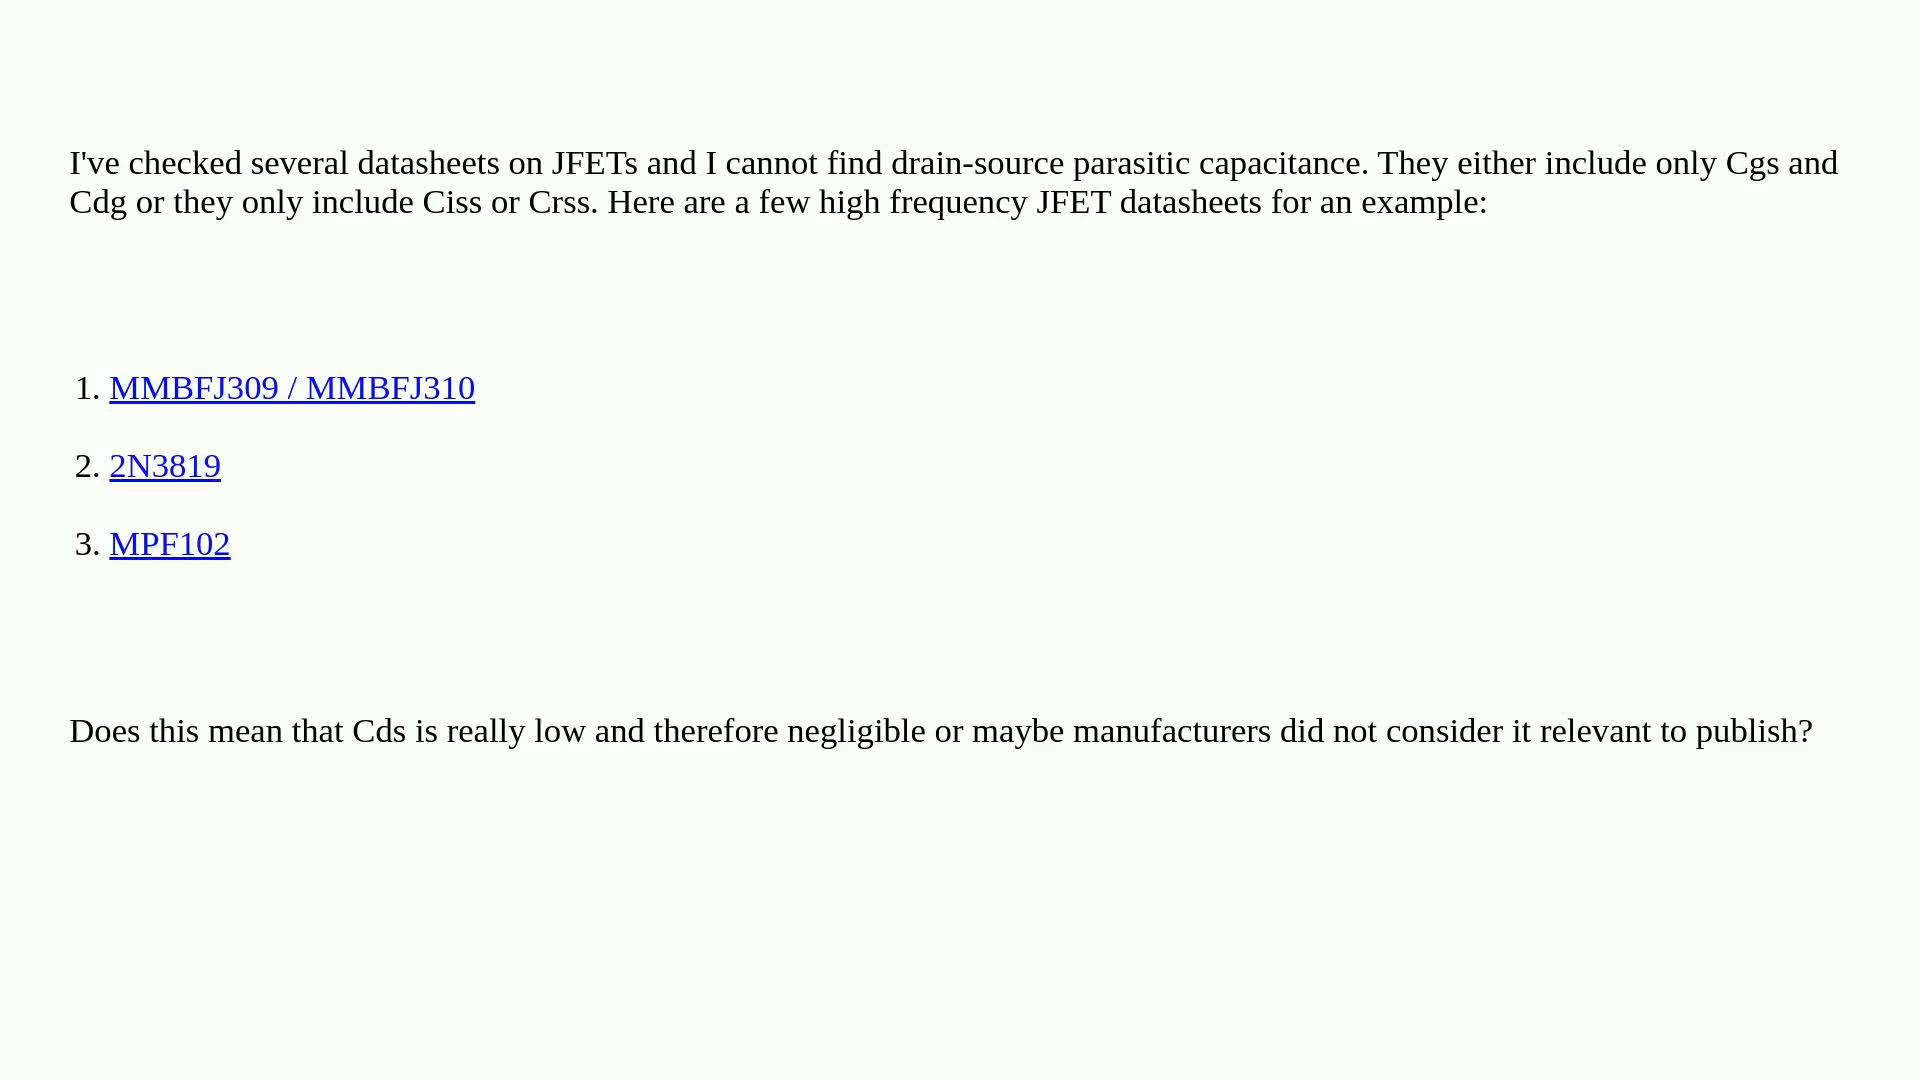 I've checked several datasheets on JFETs and I cannot find drain-source parasitic capacitance. They either include only Cgs and
Cdg or they only include Ciss or Crss. Here are a few high frequency JFET datasheets for an example:
1. MMBFJ309 / MMBFJ310
2. 2N3819
3. MPF102
Does this mean that Cds is really low and therefore negligible or maybe manufacturers did not consider it relevant to publish?